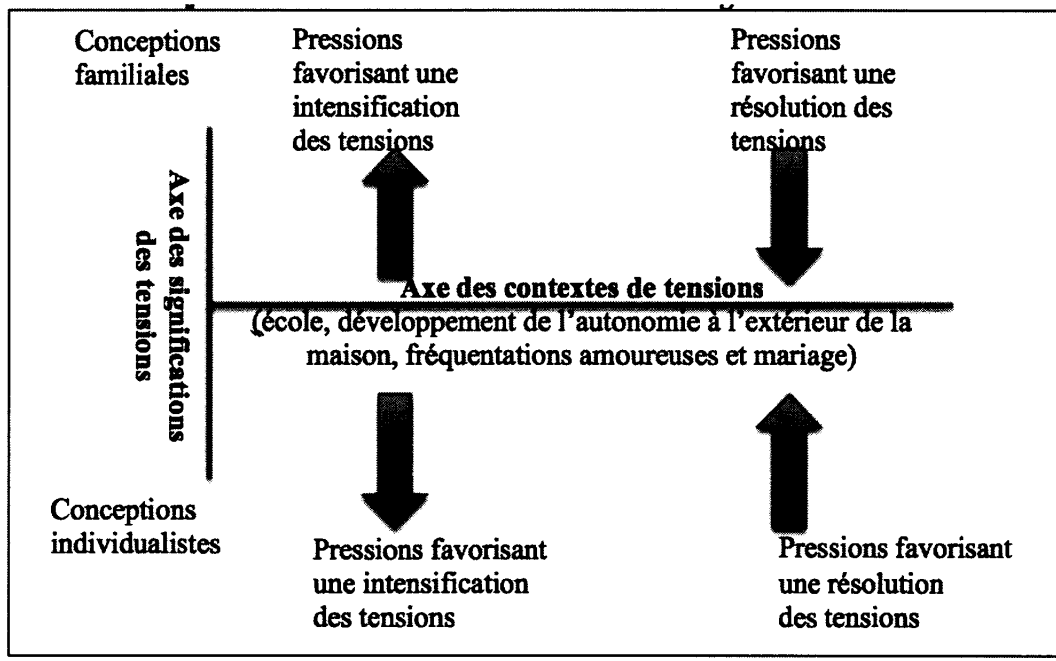 Conceptions
familiales
Pressions
favorisant une
intensification
des tensions
Pressions
favorisant une
résolution des
tensions
Axe des significations
des tensions
Axe des contextes de tensions
(école, développement de l'autonomie à l'extérieur de la
maison, fréquentations amoureuses et mariage)
Conceptions
individualistes
Pressions favorisant
une intensification
des tensions
Pressions favorisant
une résolution
des tensions